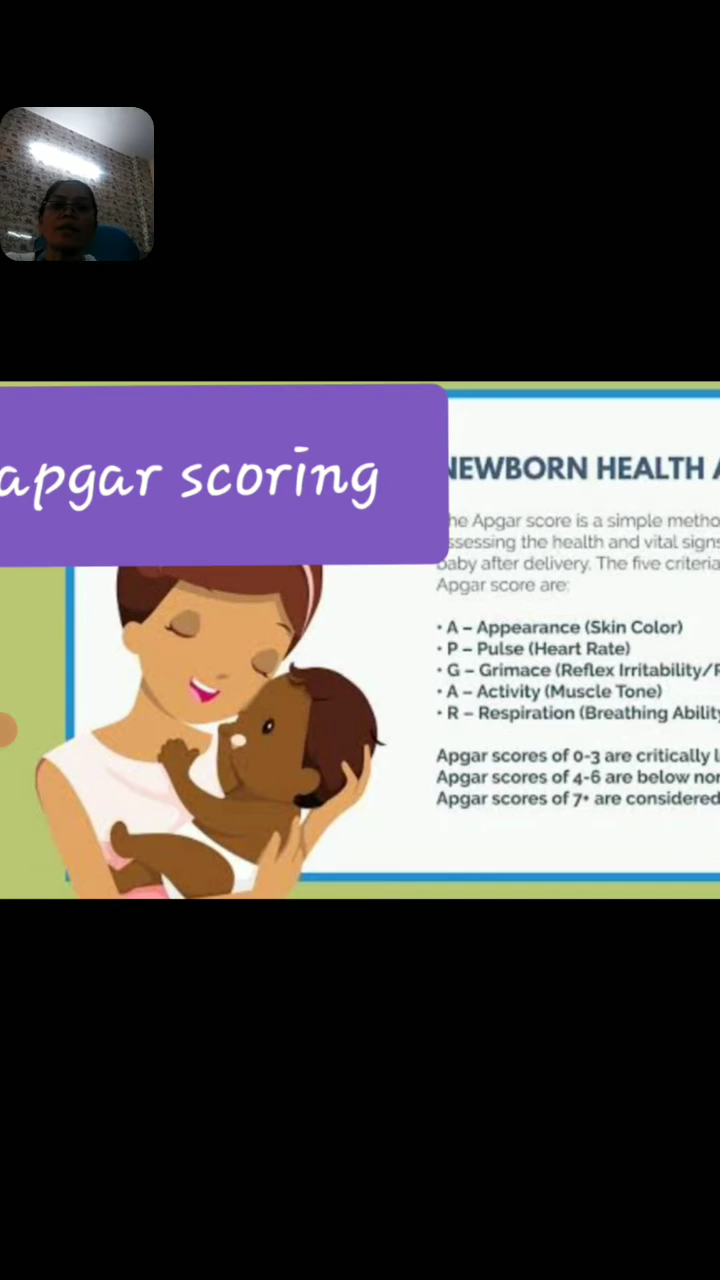 apgar scoring
NEWBORN HEALTH
he Apgar score is a simple metho
ssessing the health and vital signs
baby after delivery. The five criteria
Apgar score are:
• A – Appearance (Skin Color)
• P – Pulse (Heart Rate)
• G – Grimace (Reflex Irritability/
• A – Activity (Muscle Tone)
• R – Respiration (Breathing Ability
Apgar scores of 0-3 are critically
Apgar scores of 4-6 are below nor
Apgar scores of 7+ are considered